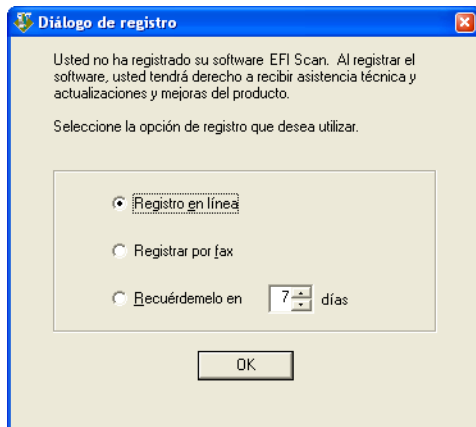 Diálogo de registro
Usted no ha registrado su software EFI Scan. Al registrar el
software, usted tendrá derecho a recibir asistencia técnica y
actualizaciones y mejoras del producto.
Seleccione la opción de registro que desea utilizar.
Registro en línea
Registrar por fax
Recuérdemelo en 7 días
OK